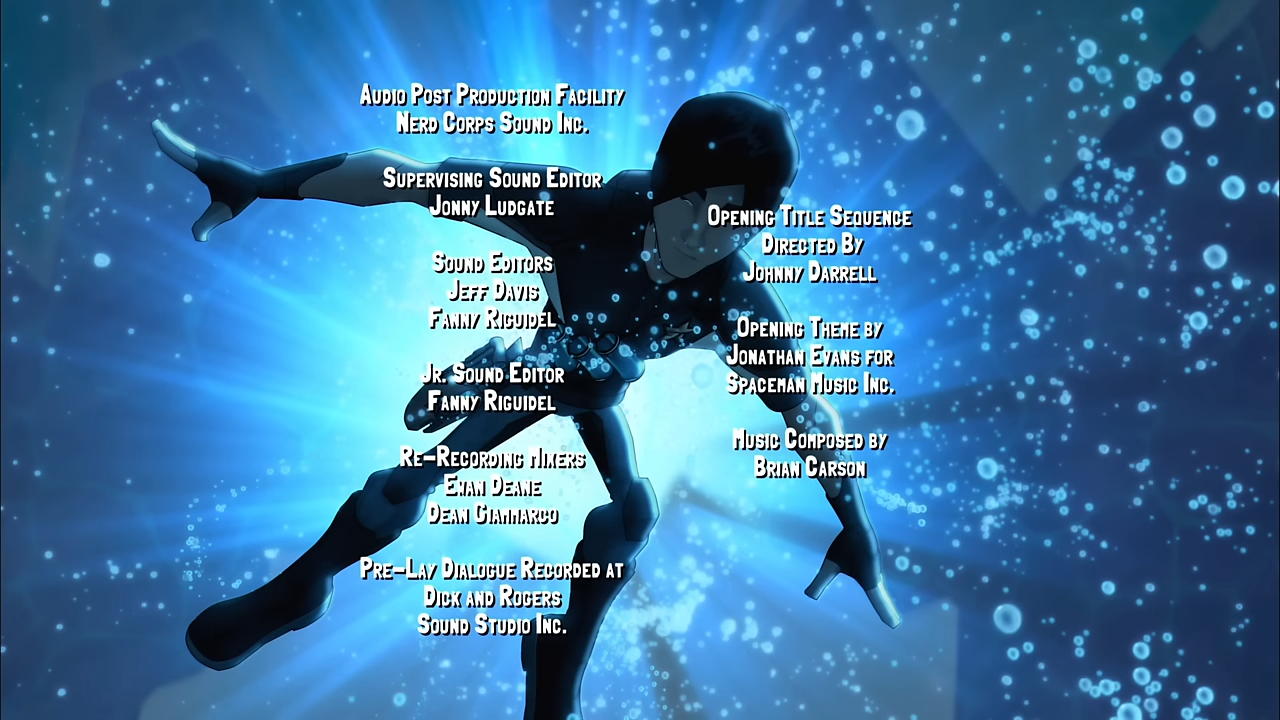 Audio Post Production Facility
Nerd Corps Sound Inc.
Supervising Sound Editor
Jonny Ludgate
Sound Editors
Jeff Davis
Fanny Riguidel
Jr. Sound Editor
Fanny Riguidel
Re-Recording Mixers
Ewan Deane
Dean Giammarco
Pre-Lay Dialogue Recorded at
Dick and Rogers
Sound Studio Inc.
Opening Title Sequence
Directed By
Johnny Darrell
Opening Theme by
Jonathan Evans for
Spaceman Music Inc.
Music Composed by
Brian Carson